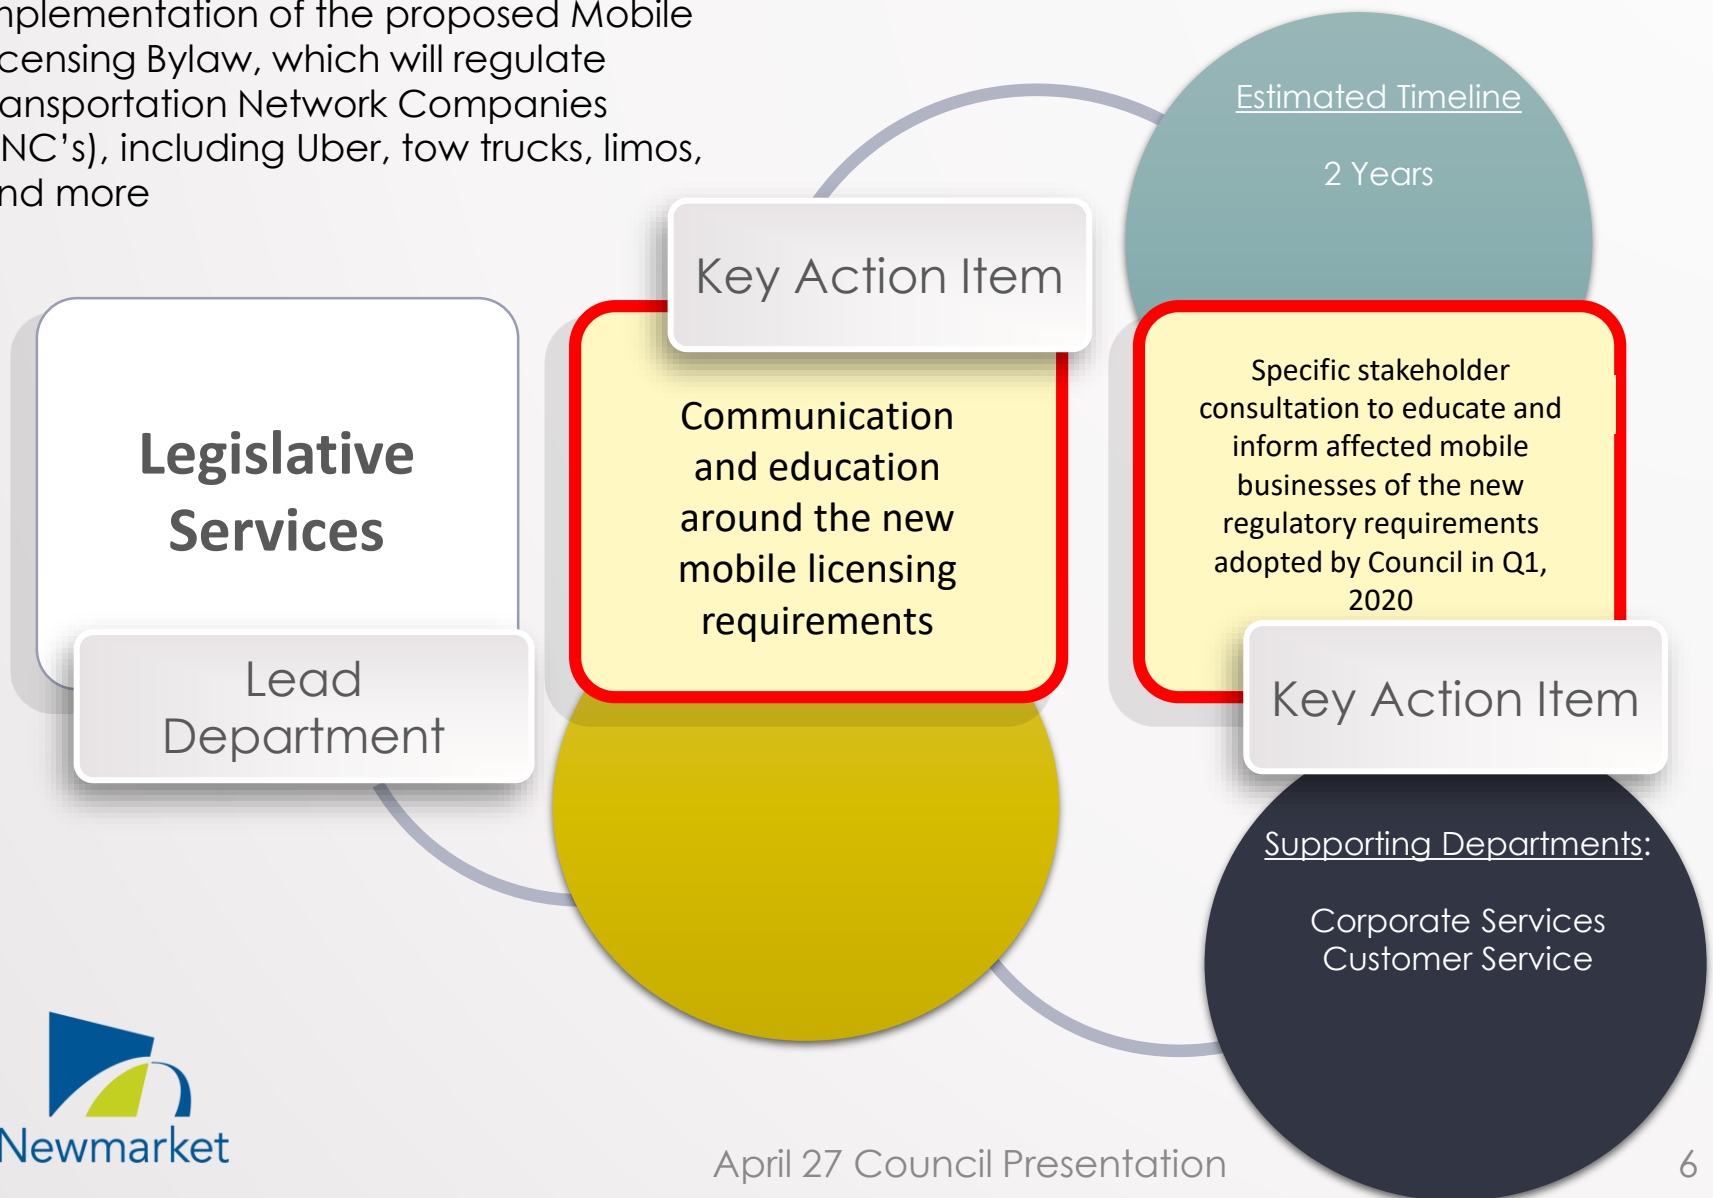 mplementation of the proposed Mobile
censing Bylaw, which will regulate
ansportation Network Companies
NC's), including Uber, tow trucks, limos,
nd more
Estimated Timeline
2 Years
Key Action Item
Legislative
Services
Lead
Department
Communication
and education
around the new
mobile licensing
requirements
Specific stakeholder
consultation to educate and
inform affected mobile
businesses of the new
regulatory requirements
adopted by Council in Q1,
2020
Key Action Item
Supporting Departments:
Corporate Services
Customer Service
Newmarket
April 27 Council Presentation
6